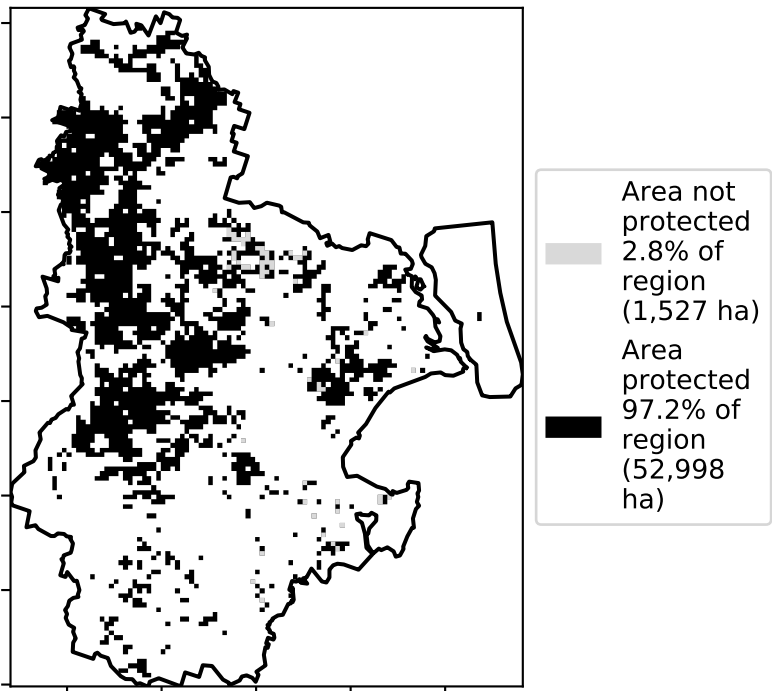 Area not
protected
2.8% of
region
(1,527 ha)
Area
protected
97.2% of
region
(52,998
ha)